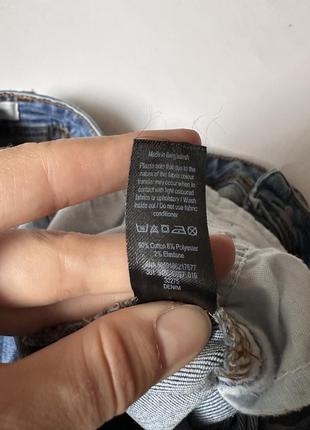 Made in Bangladesh
Please note that due to the
nature of the fabric colour
transfer may occur when in
contact with light coloured
fabrics or upholstery / Wash
inside out / Do not use fabric
conditioner.
90% Cotton 8% Polyester
2% Elastane
DENIM